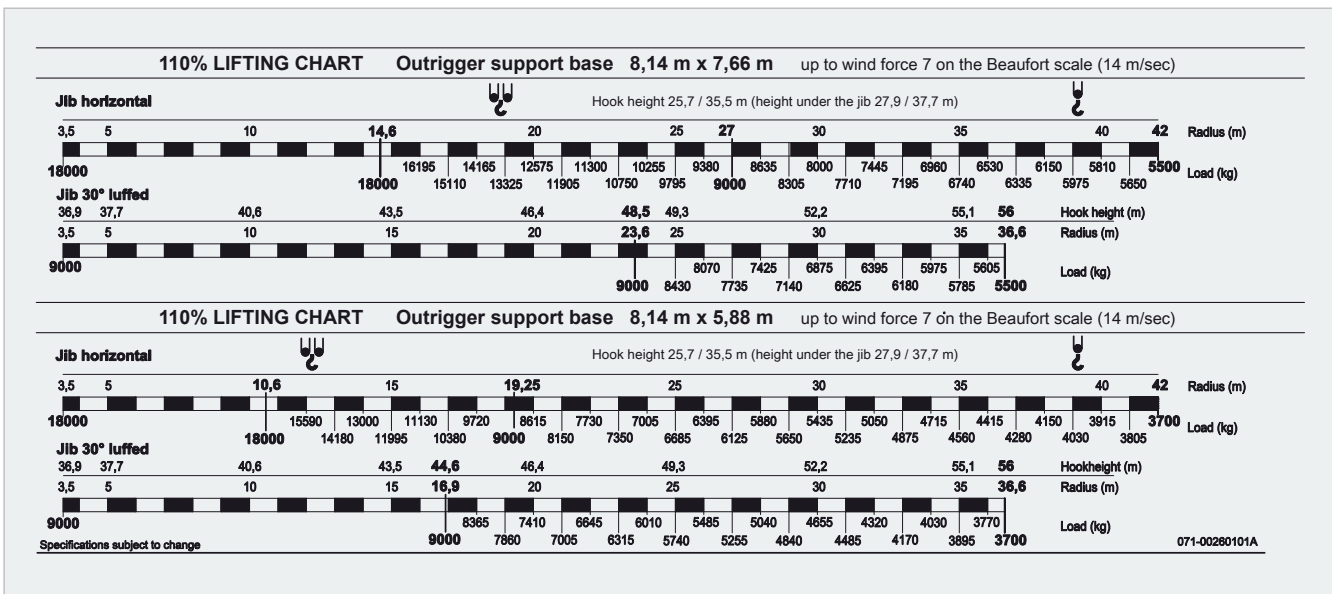 110% LIFTING CHART Outrigger support base 8,14 m x 7,66 m up to wind force 7 on the Beaufort scale (14 m/sec)
Jib horizontal Hook height 25,7 / 35,5 m (height under the jib 27,9 / 37,7 m)
3,5 5 10 14,6 20 25 27 30 35 40 42 Radius (m)
16195 14165 12575 11300 10255 9380 8635 8000 7445 6960 6530 6150 5810
18000 5500 Load (kg)
18000 15110 13325 11905 10750 9795 9000 8305 7710 7195 6740 6335 5975 5650
Jib 30° luffed
36,9 37,7 40,6 43,5 46,4 48,5 49,3 52,2 55,1 56 Hook height (m)
3,5 5 10 15 20 23,6 25 30 35 36,6 Radius (m)
9000 8070 7425 6875 6395 5975 5605 Load (kg)
9000 8430 7735 7140 6625 6180 5785 5500
110% LIFTING CHART Outrigger support base 8,14 m x 5,88 m up to wind force 7 on the Beaufort scale (14 m/sec)
Jib horizontal Hook height 25,7 / 35,5 m (height under the jib 27,9 / 37,7 m)
3,5 5 10,6 15 19,25 25 30 35 40 42 Radius (m)
18000 15590 13000 11130 9720 8615 7730 7005 6395 5880 5435 5050 4715 4415 4150 3915 3700 Load (kg)
18000 14180 11995 10380 9000 8150 7350 6685 6125 5650 5235 4875 4560 4280 4030 3805
Jib 30° luffed
36,9 37,7 40,6 43,5 44,6 46,4 49,3 52,2 55,1 56 Hookheight (m)
3,5 5 10 15 16,9 20 25 30 35 36,6 Radius (m)
9000 8365 7410 6645 6010 5485 5040 4655 4320 4030 3770 Load (kg)
9000 7860 7005 6315 5740 5255 4840 4485 4170 3895 3700
Specifications subject to change 071-00260101A